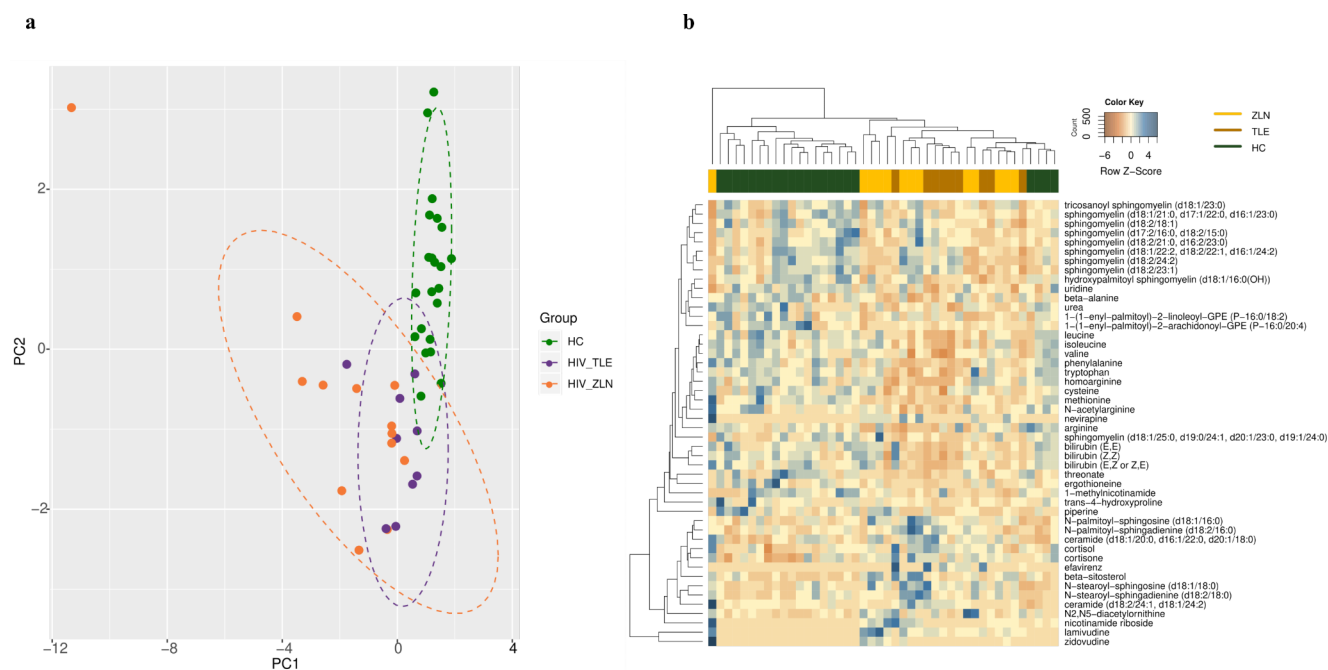 a
b
2
0
−2
−12
−8
−4
0
4
PC1
PC2
Group
HC
HIV_TLE
HIV_ZLN
Color Key
Count
0
500
−6
0
4
Row Z−Score
ZLN
TLE
HC
tricosanoyl sphingomyelin (d18:1/23:0)
sphingomyelin (d18:1/21:0, d17:1/22:0, d16:1/23:0)
sphingomyelin (d18:2/18:1)
sphingomyelin (d17:2/16:0, d18:2/15:0)
sphingomyelin (d18:2/21:0, d16:2/23:0)
sphingomyelin (d18:1/22:2, d18:2/22:1, d16:1/24:2)
sphingomyelin (d18:2/24:2)
sphingomyelin (d18:2/23:1)
hydroxypalmitoyl sphingomyelin (d18:1/16:0(OH))
uridine
beta−alanine
urea
1−(1−enyl−palmitoyl)−2−linoleoyl−GPE (P−16:0/18:2)
1−(1−enyl−palmitoyl)−2−arachidonoyl−GPE (P−16:0/20:4)
leucine
isoleucine
valine
phenylalanine
tryptophan
homoarginine
cysteine
methionine
N−acetylarginine
nevirapine
arginine
sphingomyelin (d18:1/25:0, d19:0/24:1, d20:1/23:0, d19:1/24:0)
bilirubin (E,E)
bilirubin (Z,Z)
bilirubin (E,Z or Z,E)
threonate
ergothioneine
1−methylnicotinamide
trans−4−hydroxyproline
piperine
N−palmitoyl−sphingosine (d18:1/16:0)
N−palmitoyl−sphingadienine (d18:2/16:0)
ceramide (d18:1/20:0, d16:1/22:0, d20:1/18:0)
cortisol
cortisone
efavirenz
beta−sitosterol
N−stearoyl−sphingosine (d18:1/18:0)
N−stearoyl−sphingadienine (d18:2/18:0)
ceramide (d18:2/24:1, d18:1/24:2)
N2,N5−diacetylornithine
nicotinamide riboside
lamivudine
zidovudine